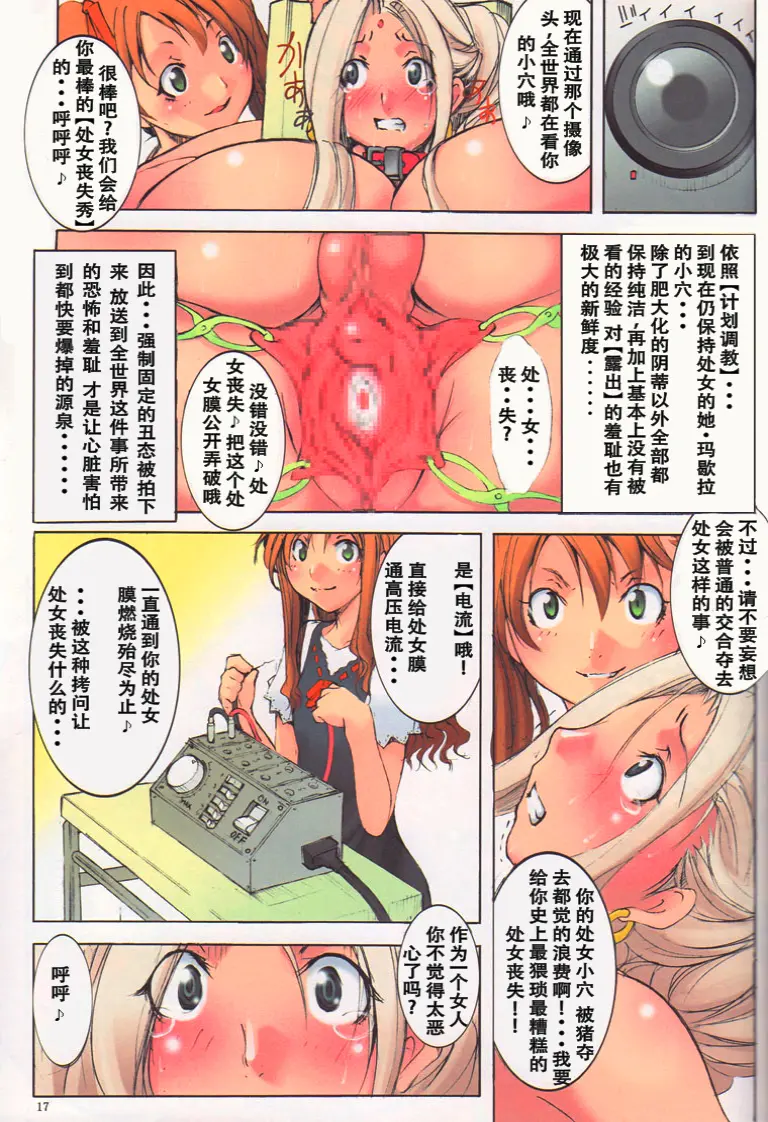 现在通过那个摄像
头,全世界都在看你
的小穴哦♪
很棒吧?我们会给
你最棒的【处女丧失秀】
的・・・呼呼呼♪
依照【计划调教】・・・
到现在仍保持处女的她・玛歇拉
的小穴・・・
除了肥大化的阴蒂以外全部都
保持纯洁,再加上基本上没有被
看的经验 对【露出】的羞耻也有
极大的新鲜度・・・・・・
处・・・女・・・
丧・・・失?
没错没错♪处
女丧失♪把这个处
女膜公开弄破哦
因此・・・强制固定的丑态被拍下
来 放送到全世界这件事所带来
的恐怖和羞耻 才是让心脏害怕
到都快要爆掉的源泉・・・・・・・
不过・・・请不要妄想
会被普通的交合夺去
处女这样的事♪
你的处女小穴 被猪夺
去都觉的浪费啊!・・・我要
给你史上最猥琐最糟糕的
处女丧失!!
是【电流】哦!
直接给处女膜
通高压电流・・・
一直通到你的处女
膜燃烧殆尽为止♪
・・・被这种拷问让
处女丧失什么的・・・
ON
OFF
作为一个女人
你不觉得太恶
心了吗?
呼呼♪
17